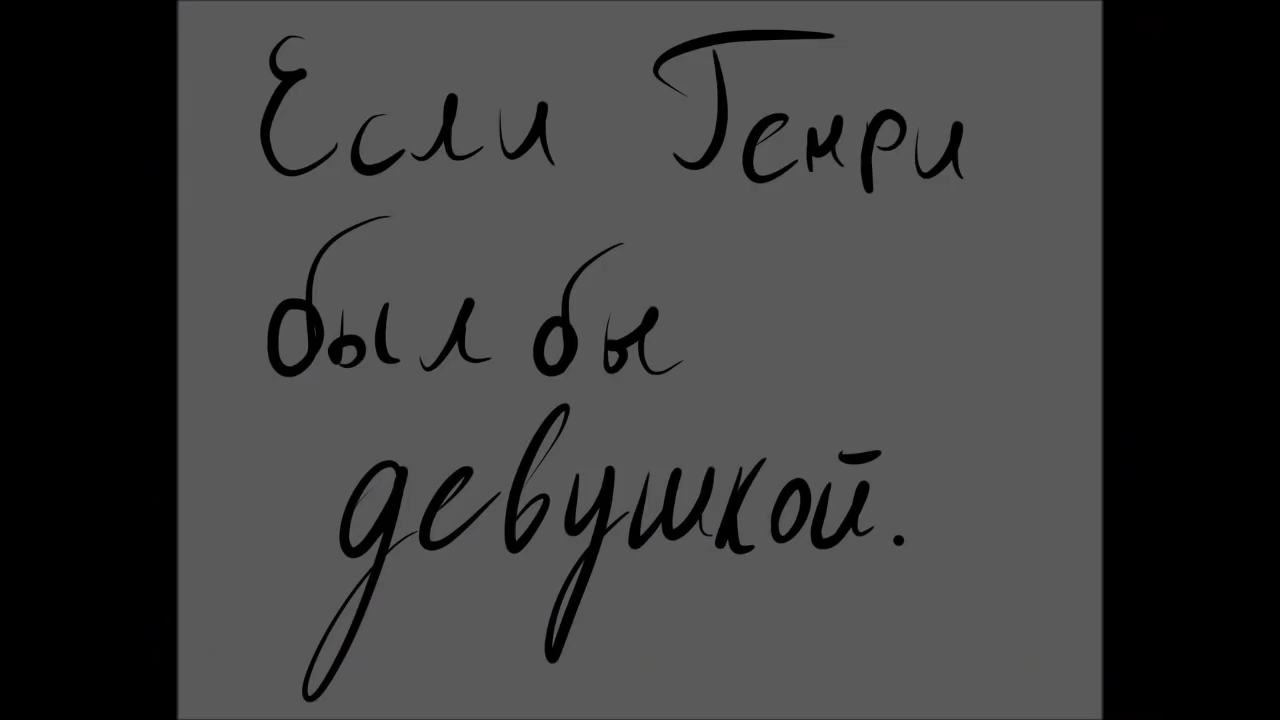 Если Генри
был бы
девушкой.